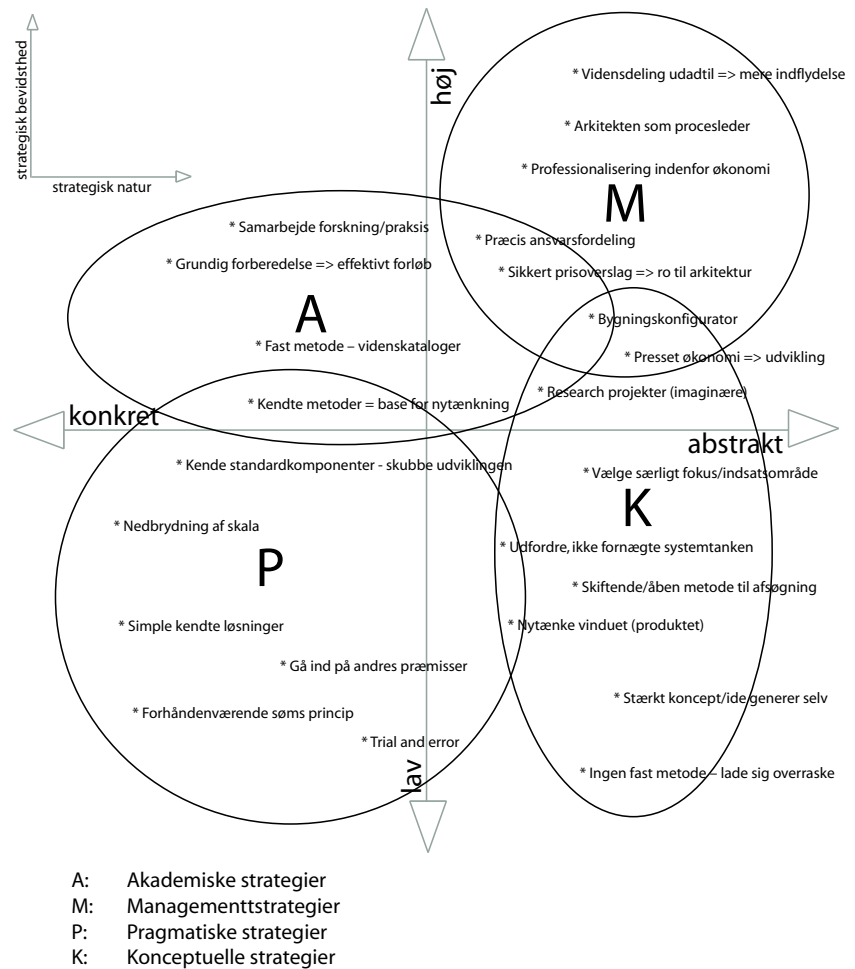 strategisk bevidsthed
strategisk natur
høj
* Vidensdeling udadtil => mere indflydelse
* Arkitekten som procesleder
* Professionalisering indenfor økonomi
M
* Samarbejde forskning/praksis
* Præcis ansvarsfordeling
* Grundig forberedelse => effektivt forløb
* Sikkert prisoverslag => ro til arkitektur
A
* Bygningskonfigurator
* Fast metode – videnskataloger
* Presset økonomi => udvikling
* Research projekter (imaginære)
* Kendte metoder = base for nytænkning
konkret
abstrakt
* Kende standardkomponenter - skubbe udviklingen
* Vælge særligt fokus/indsatsområde
K
* Nedbrydning af skala
* Udfordre, ikke fornægte systemtanken
P
* Skiftende/åben metode til afsøgning
* Simple kendte løsninger
* Nytænke vinduet (produktet)
* Gå ind på andres præmisser
* Stærkt koncept/ide generer selv
* Forhåndenværende søms princip
* Trial and error
lav
* Ingen fast metode – lade sig overraske
A: Akademiske strategier
M: Managementtstrategier
P: Pragmatiske strategier
K: Konceptuelle strategier